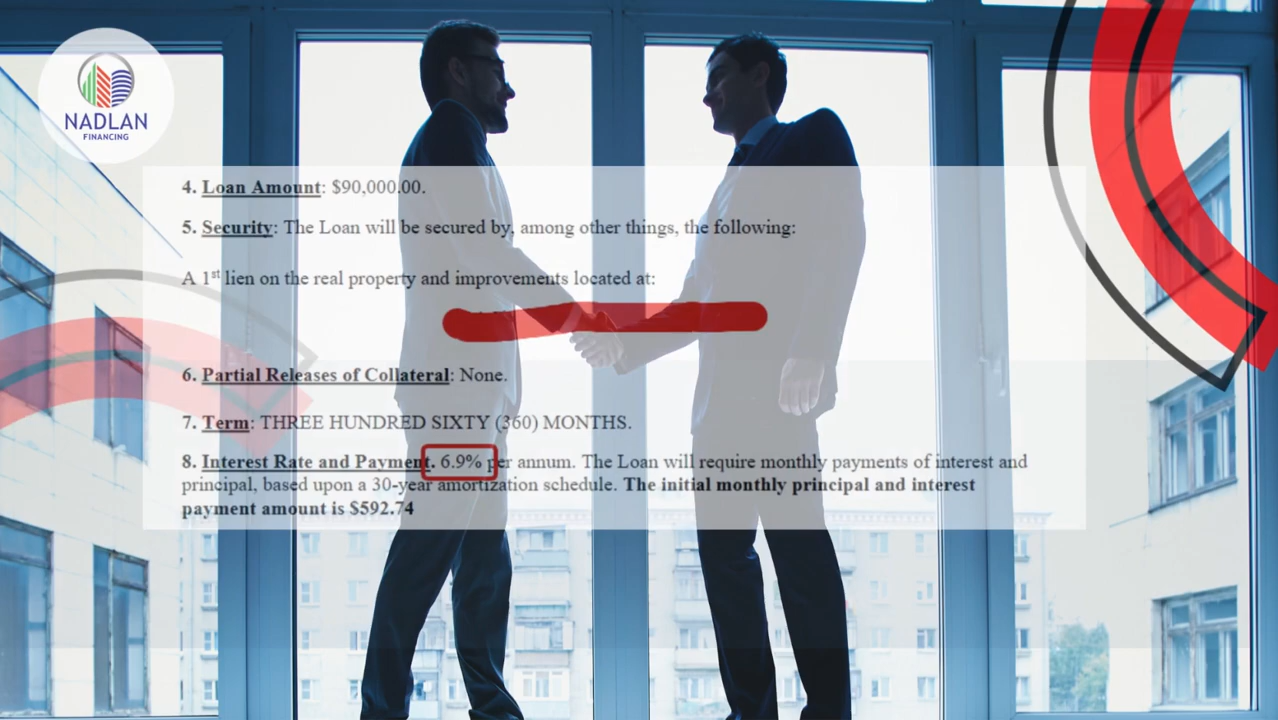 NADLAN
FINANCING
4. Loan Amount: $90,000.00.
5. Security: The Loan will be secured by, among other things, the following:
A 1st lien on the real property and improvements located at:
6. Partial Releases of Collateral: None.
7. Term: THREE HUNDRED SIXTY (360) MONTHS.
8. Interest Rate and Payment. 6.9% per annum. The Loan will require monthly payments of interest and
principal, based upon a 30-year amortization schedule. The initial monthly principal and interest
payment amount is $592.74